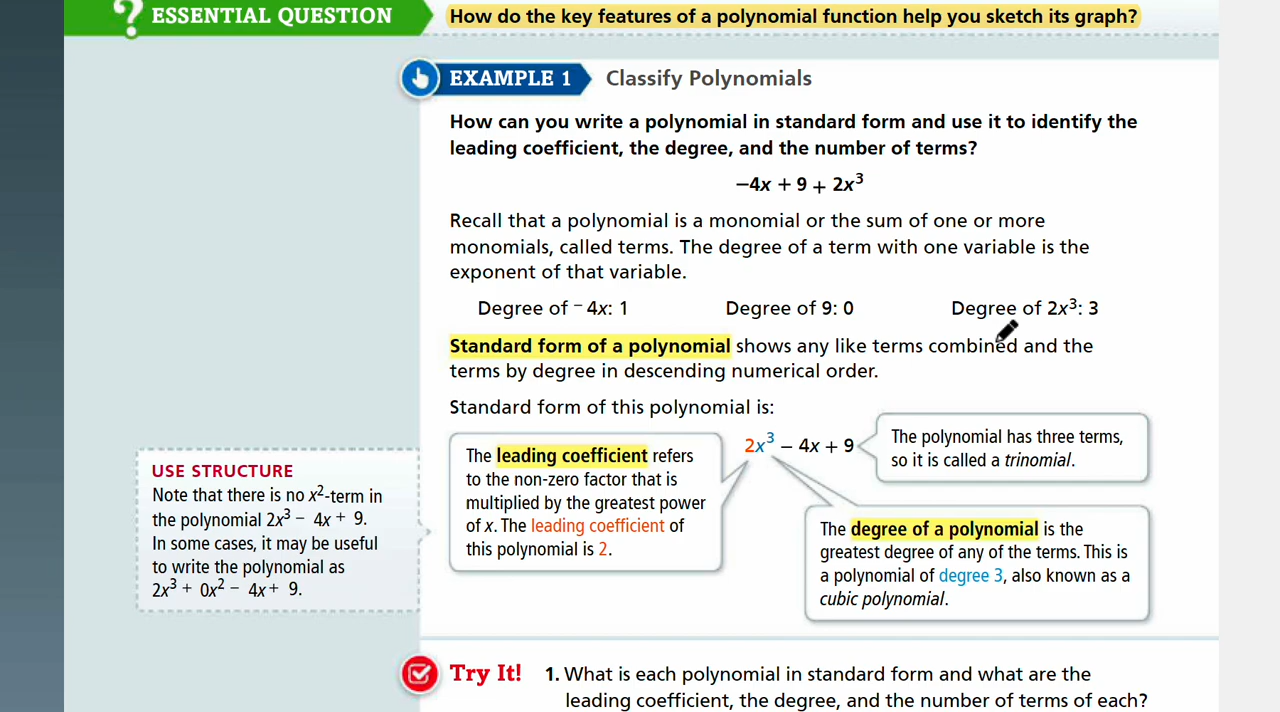 ? ESSENTIAL QUESTION
How do the key features of a polynomial function help you sketch its graph?
EXAMPLE 1 Classify Polynomials
How can you write a polynomial in standard form and use it to identify the
leading coefficient, the degree, and the number of terms?
−4x + 9 + 2x³
Recall that a polynomial is a monomial or the sum of one or more
monomials, called terms. The degree of a term with one variable is the
exponent of that variable.
Degree of −4x: 1 Degree of 9: 0 Degree of 2x³: 3
Standard form of a polynomial shows any like terms combined and the
terms by degree in descending numerical order.
Standard form of this polynomial is:
2x³ − 4x + 9
The leading coefficient refers
to the non-zero factor that is
multiplied by the greatest power
of x. The leading coefficient of
this polynomial is 2.
The polynomial has three terms,
so it is called a trinomial.
The degree of a polynomial is the
greatest degree of any of the terms. This is
a polynomial of degree 3, also known as a
cubic polynomial.
USE STRUCTURE
Note that there is no x²-term in
the polynomial 2x³ − 4x + 9.
In some cases, it may be useful
to write the polynomial as
2x³ + 0x² − 4x + 9.
Try It! 1. What is each polynomial in standard form and what are the
leading coefficient, the degree, and the number of terms of each?